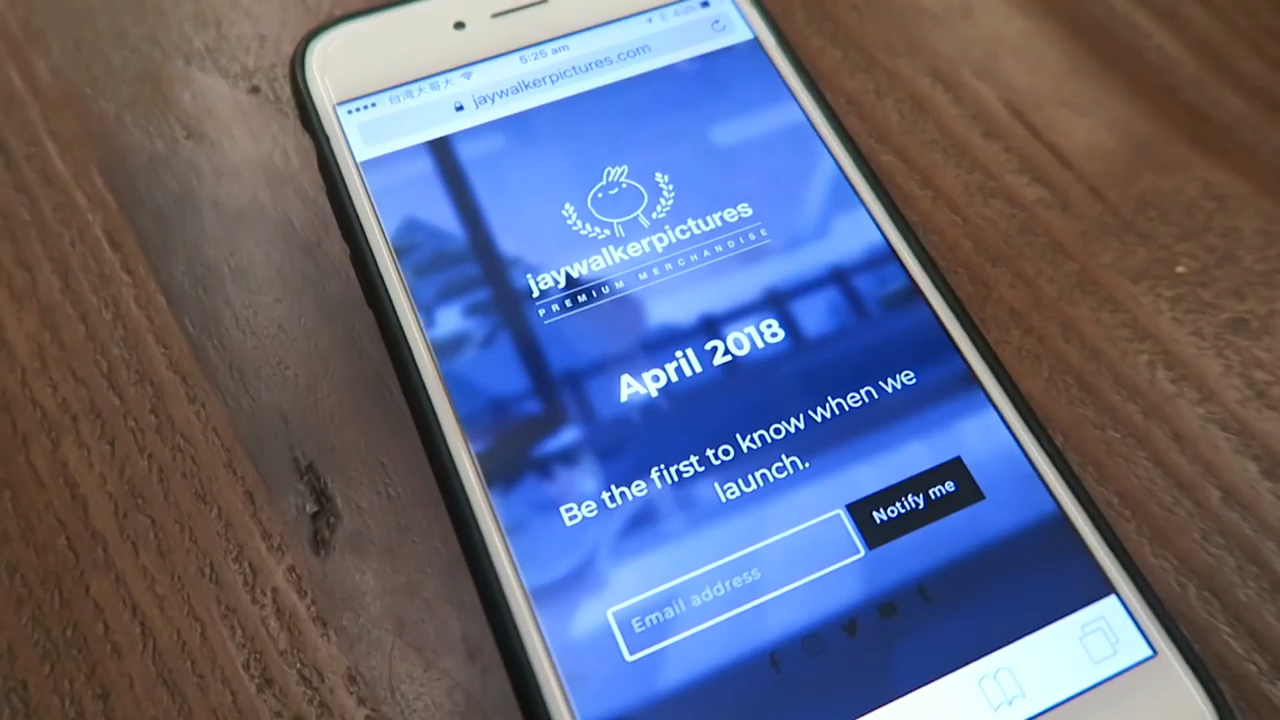 台湾大哥大
5:25 am
jaywalkerpictures.com
jaywalkerpictures
PREMIUM MERCHANDISE
April 2018
Be the first to know when we
launch.
Email address
Notify me